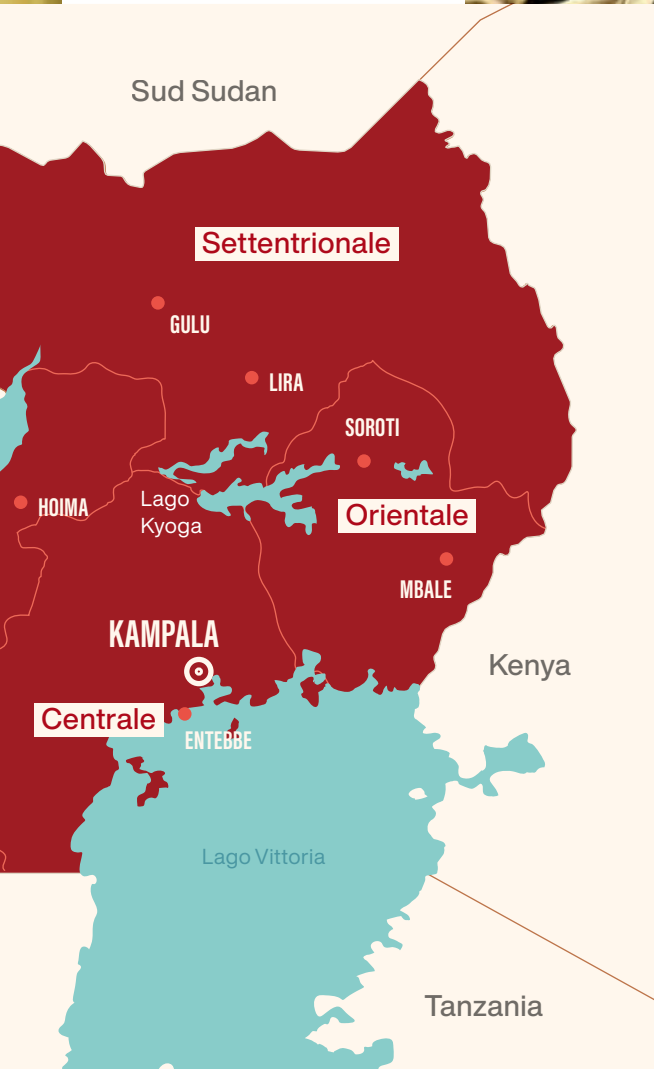 Sud Sudan
Settentrionale
GULU
LIRA
SOROTI
HOIMA
Lago
Kyoga
Orientale
MBALE
KAMPALA
Kenya
Centrale
ENTEBBE
Lago Vittoria
Tanzania